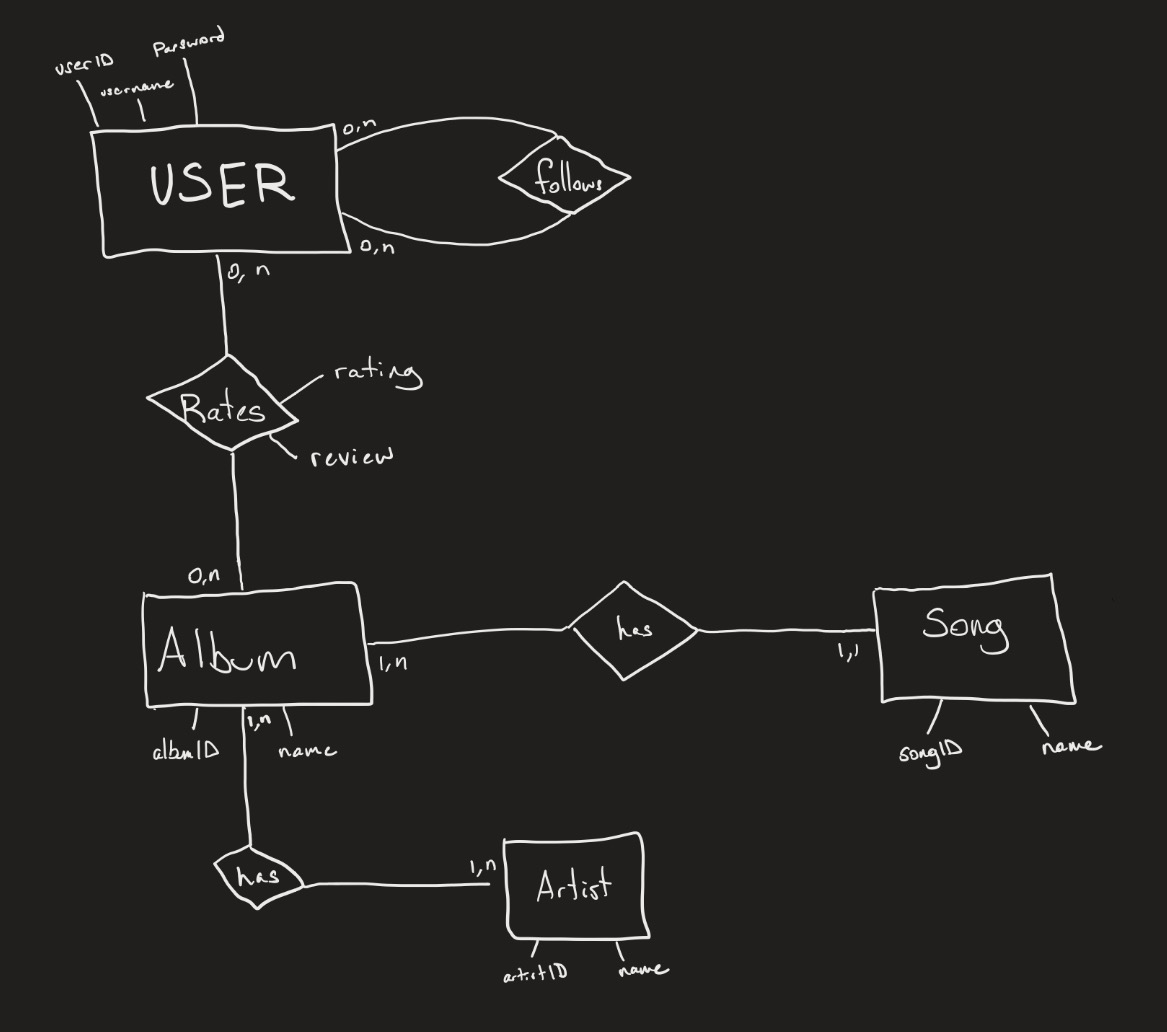 userID
Password
username
USER
0,n
follows
0,n
0, n
rating
Rates
review
0,n
Album
1,n
has
1,1
Song
albmID
1,n
name
songID
name
has
1,n
Artist
artistID
name